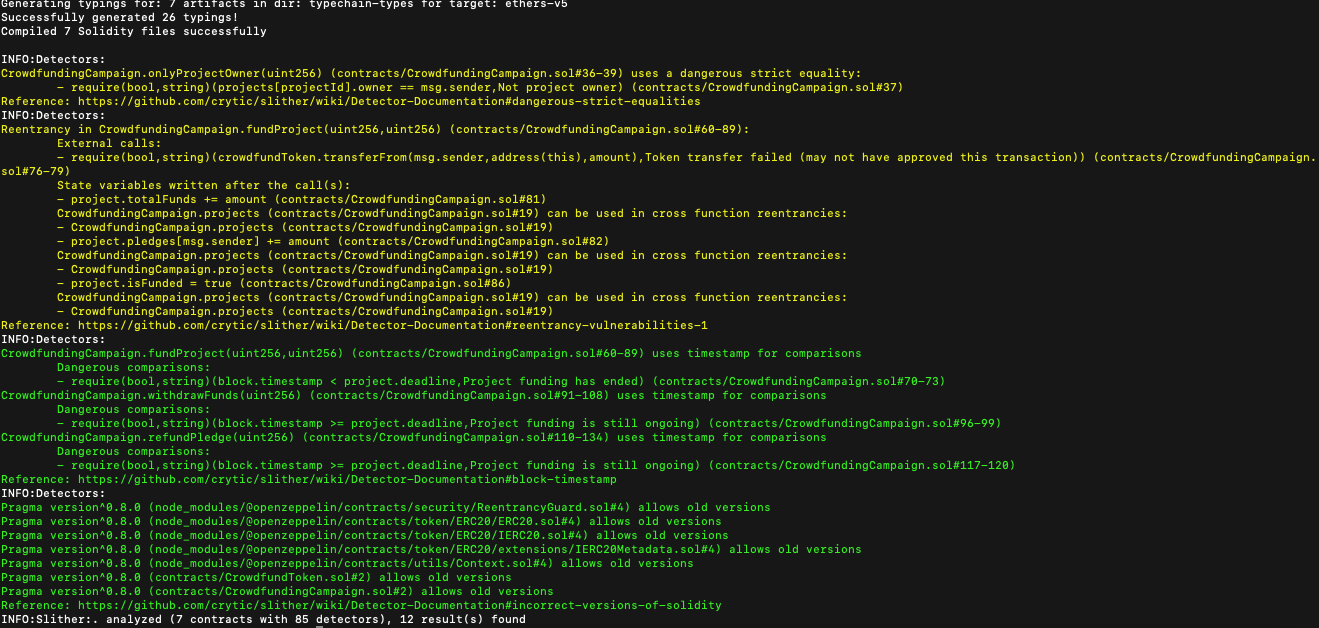 Generating typings for: 7 artifacts in dir: typechain-types for target: ethers-v5
Successfully generated 26 typings!
Compiled 7 Solidity files successfully
INFO:Detectors:
CrowdfundingCampaign.onlyProjectOwner(uint256) (contracts/CrowdfundingCampaign.sol#36-39) uses a dangerous strict equality:
- require(bool,string)(projects[projectId].owner == msg.sender,Not project owner) (contracts/CrowdfundingCampaign.sol#37)
Reference: https://github.com/crytic/slither/wiki/Detector-Documentation#dangerous-strict-equalities
INFO:Detectors:
Reentrancy in CrowdfundingCampaign.fundProject(uint256,uint256) (contracts/CrowdfundingCampaign.sol#60-89):
External calls:
- require(bool,string)(crowdfundToken.transferFrom(msg.sender,address(this),amount),Token transfer failed (may not have approved this transaction)) (contracts/CrowdfundingCampaign.
sol#76-79)
State variables written after the call(s):
- project.totalFunds += amount (contracts/CrowdfundingCampaign.sol#81)
CrowdfundingCampaign.projects (contracts/CrowdfundingCampaign.sol#19) can be used in cross function reentrancies:
- CrowdfundingCampaign.projects (contracts/CrowdfundingCampaign.sol#19)
- project.pledges[msg.sender] += amount (contracts/CrowdfundingCampaign.sol#82)
CrowdfundingCampaign.projects (contracts/CrowdfundingCampaign.sol#19) can be used in cross function reentrancies:
- CrowdfundingCampaign.projects (contracts/CrowdfundingCampaign.sol#19)
- project.isFunded = true (contracts/CrowdfundingCampaign.sol#86)
CrowdfundingCampaign.projects (contracts/CrowdfundingCampaign.sol#19) can be used in cross function reentrancies:
- CrowdfundingCampaign.projects (contracts/CrowdfundingCampaign.sol#19)
Reference: https://github.com/crytic/slither/wiki/Detector-Documentation#reentrancy-vulnerabilities-1
INFO:Detectors:
CrowdfundingCampaign.fundProject(uint256,uint256) (contracts/CrowdfundingCampaign.sol#60-89) uses timestamp for comparisons
Dangerous comparisons:
- require(bool,string)(block.timestamp < project.deadline,Project funding has ended) (contracts/CrowdfundingCampaign.sol#70-73)
CrowdfundingCampaign.withdrawFunds(uint256) (contracts/CrowdfundingCampaign.sol#91-108) uses timestamp for comparisons
Dangerous comparisons:
- require(bool,string)(block.timestamp >= project.deadline,Project funding is still ongoing) (contracts/CrowdfundingCampaign.sol#96-99)
CrowdfundingCampaign.refundPledge(uint256) (contracts/CrowdfundingCampaign.sol#110-134) uses timestamp for comparisons
Dangerous comparisons:
- require(bool,string)(block.timestamp >= project.deadline,Project funding is still ongoing) (contracts/CrowdfundingCampaign.sol#117-120)
Reference: https://github.com/crytic/slither/wiki/Detector-Documentation#block-timestamp
INFO:Detectors:
Pragma version^0.8.0 (node_modules/@openzeppelin/contracts/security/ReentrancyGuard.sol#4) allows old versions
Pragma version^0.8.0 (node_modules/@openzeppelin/contracts/token/ERC20/ERC20.sol#4) allows old versions
Pragma version^0.8.0 (node_modules/@openzeppelin/contracts/token/ERC20/IERC20.sol#4) allows old versions
Pragma version^0.8.0 (node_modules/@openzeppelin/contracts/token/ERC20/extensions/IERC20Metadata.sol#4) allows old versions
Pragma version^0.8.0 (node_modules/@openzeppelin/contracts/utils/Context.sol#4) allows old versions
Pragma version^0.8.0 (contracts/CrowdfundToken.sol#2) allows old versions
Pragma version^0.8.0 (contracts/CrowdfundingCampaign.sol#2) allows old versions
Reference: https://github.com/crytic/slither/wiki/Detector-Documentation#incorrect-versions-of-solidity
INFO:Slither:. analyzed (7 contracts with 85 detectors), 12 result(s) found